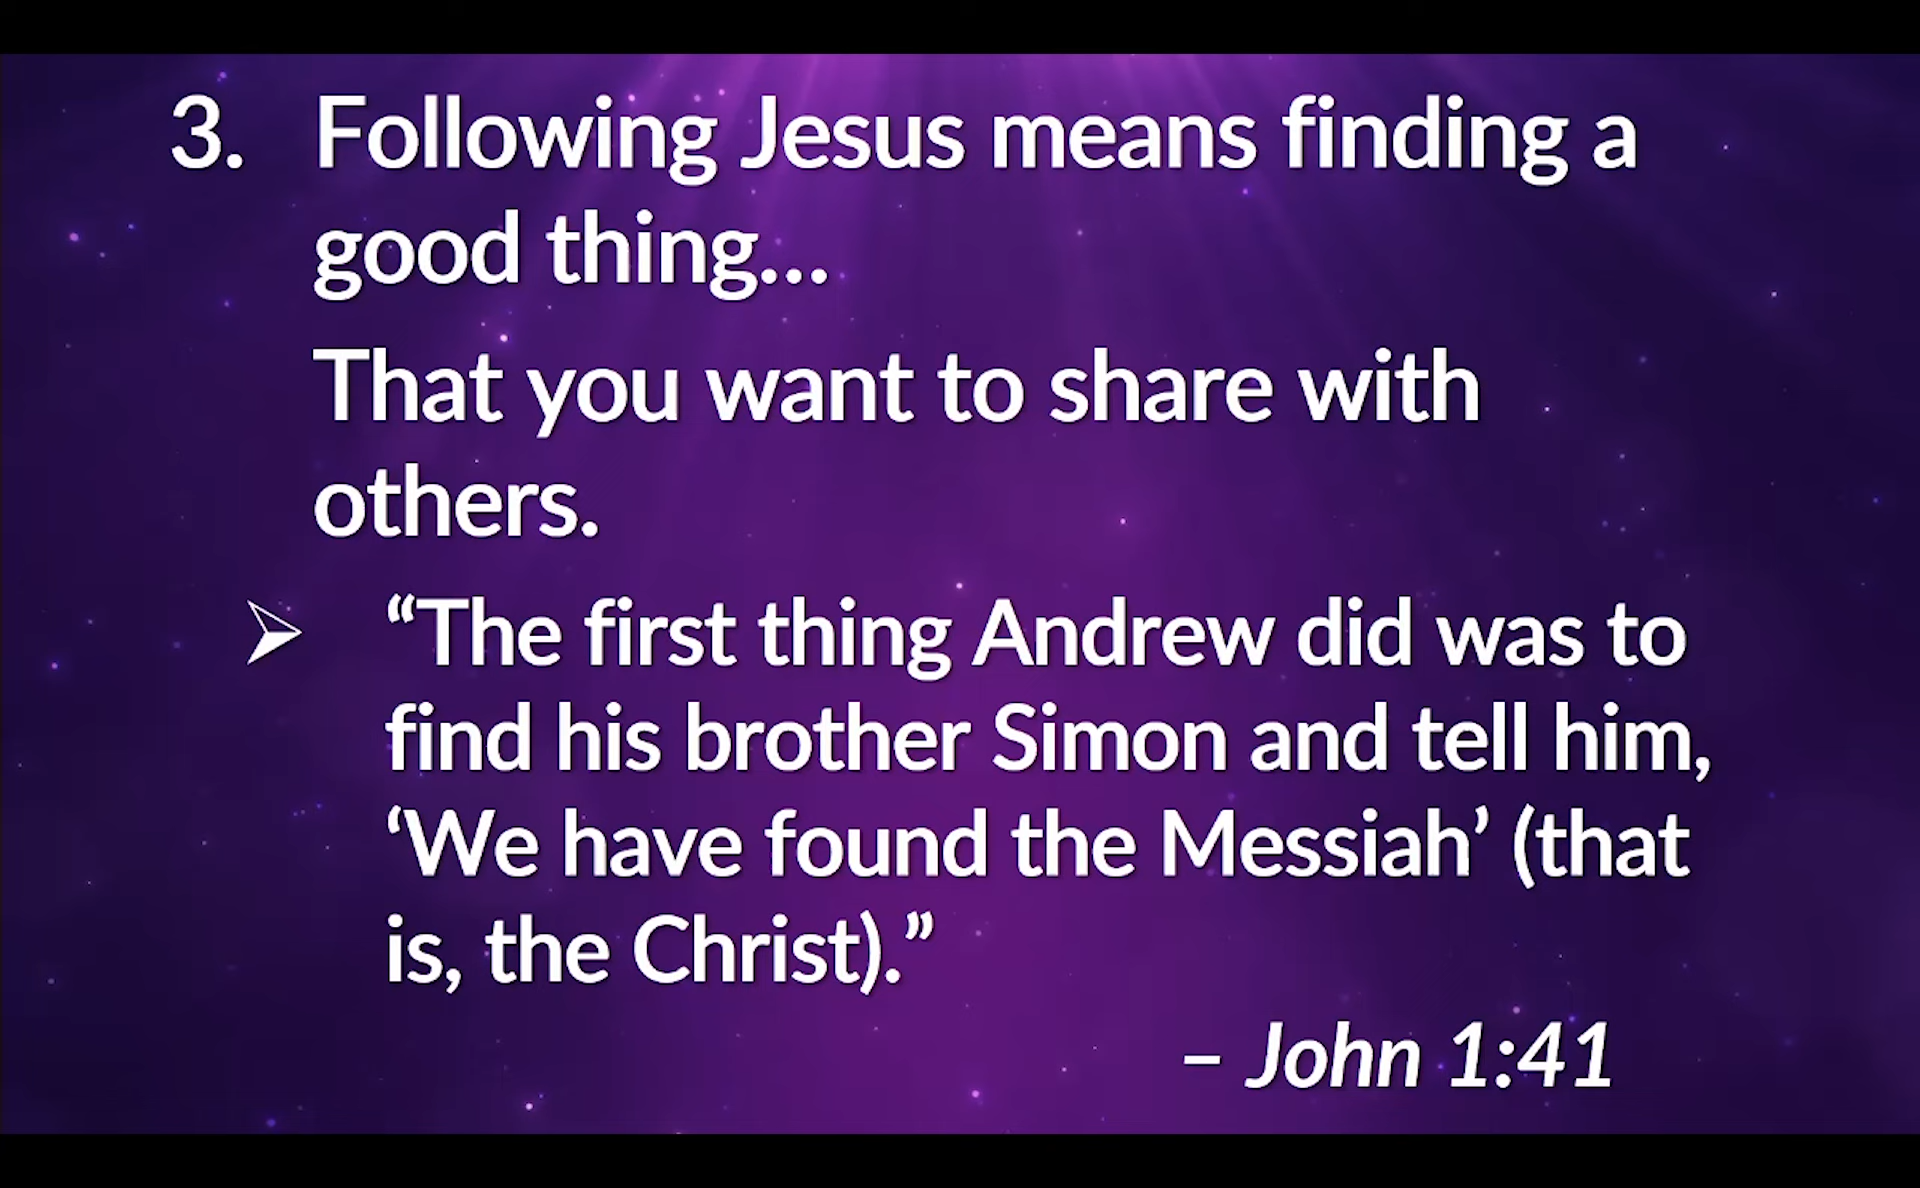 3. Following Jesus means finding a
good thing...
That you want to share with
others.
➢ “The first thing Andrew did was to
find his brother Simon and tell him,
‘We have found the Messiah’ (that
is, the Christ).”
– John 1:41